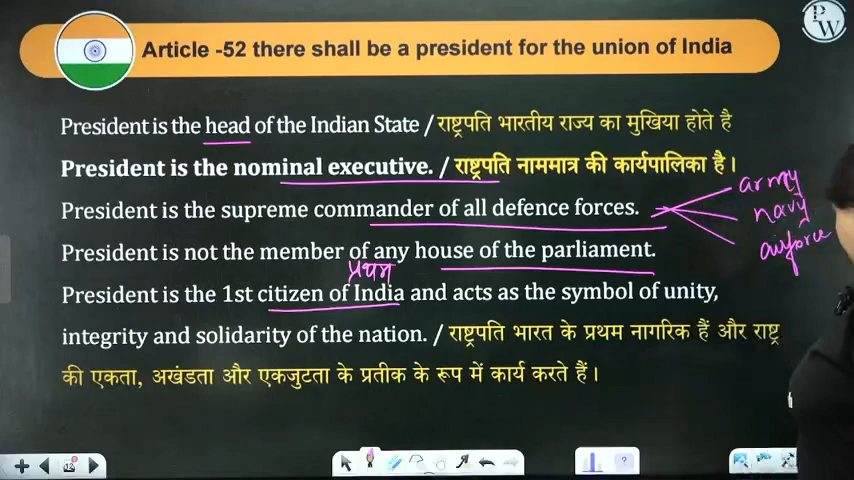 Article -52 there shall be a president for the union of India
PW
President is the head of the Indian State / राष्ट्रपति भारतीय राज्य का मुखिया होते है
President is the nominal executive. / राष्ट्रपति नाममात्र की कार्यपालिका है।
army
President is the supreme commander of all defence forces.
navy
airforce
President is not the member of any house of the parliament.
प्रथम
President is the 1st citizen of India and acts as the symbol of unity,
integrity and solidarity of the nation. / राष्ट्रपति भारत के प्रथम नागरिक हैं और राष्ट्र
की एकता, अखंडता और एकजुटता के प्रतीक के रूप में कार्य करते हैं।